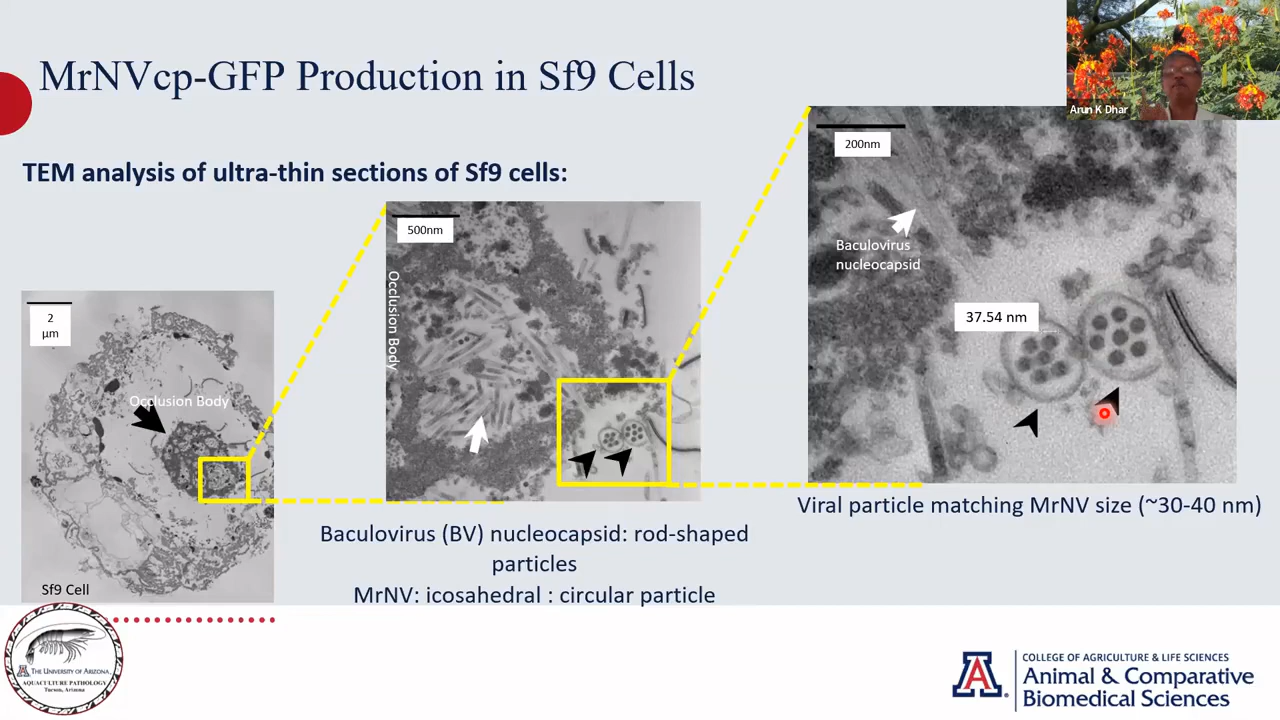 MrNVcp-GFP Production in Sf9 Cells
Arun K Dhar
TEM analysis of ultra-thin sections of Sf9 cells:
2
µm
Occlusion Body
Sf9 Cell
500nm
Occlusion Body
200nm
Baculovirus
nucleocapsid
37.54 nm
Baculovirus (BV) nucleocapsid: rod-shaped
particles
MrNV: icosahedral : circular particle
Viral particle matching MrNV size (~30-40 nm)
THE UNIVERSITY OF ARIZONA
AQUACULTURE PATHOLOGY
Tucson, Arizona
COLLEGE OF AGRICULTURE & LIFE SCIENCES
Animal & Comparative
Biomedical Sciences